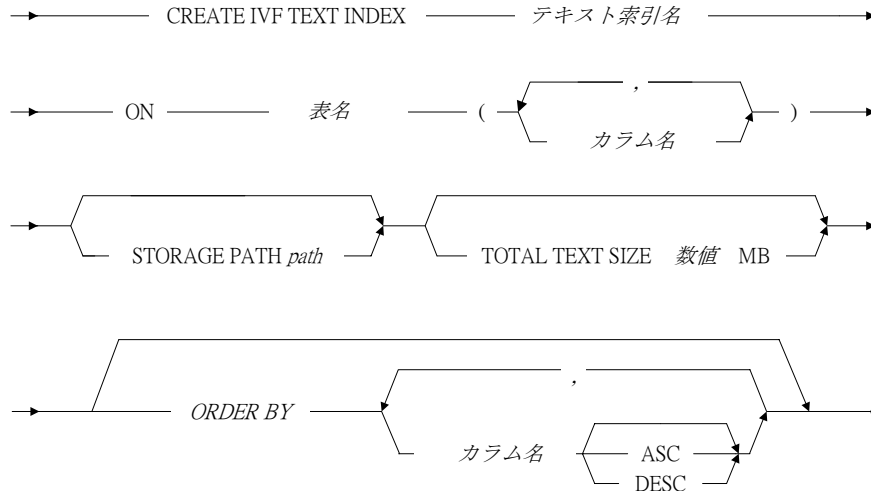 CREATE IVF TEXT INDEX テキスト索引名
,
ON 表名 ( )
カラム名
STORAGE PATH path TOTAL TEXT SIZE 数値 MB
,
ORDER BY
カラム名 ASC
DESC